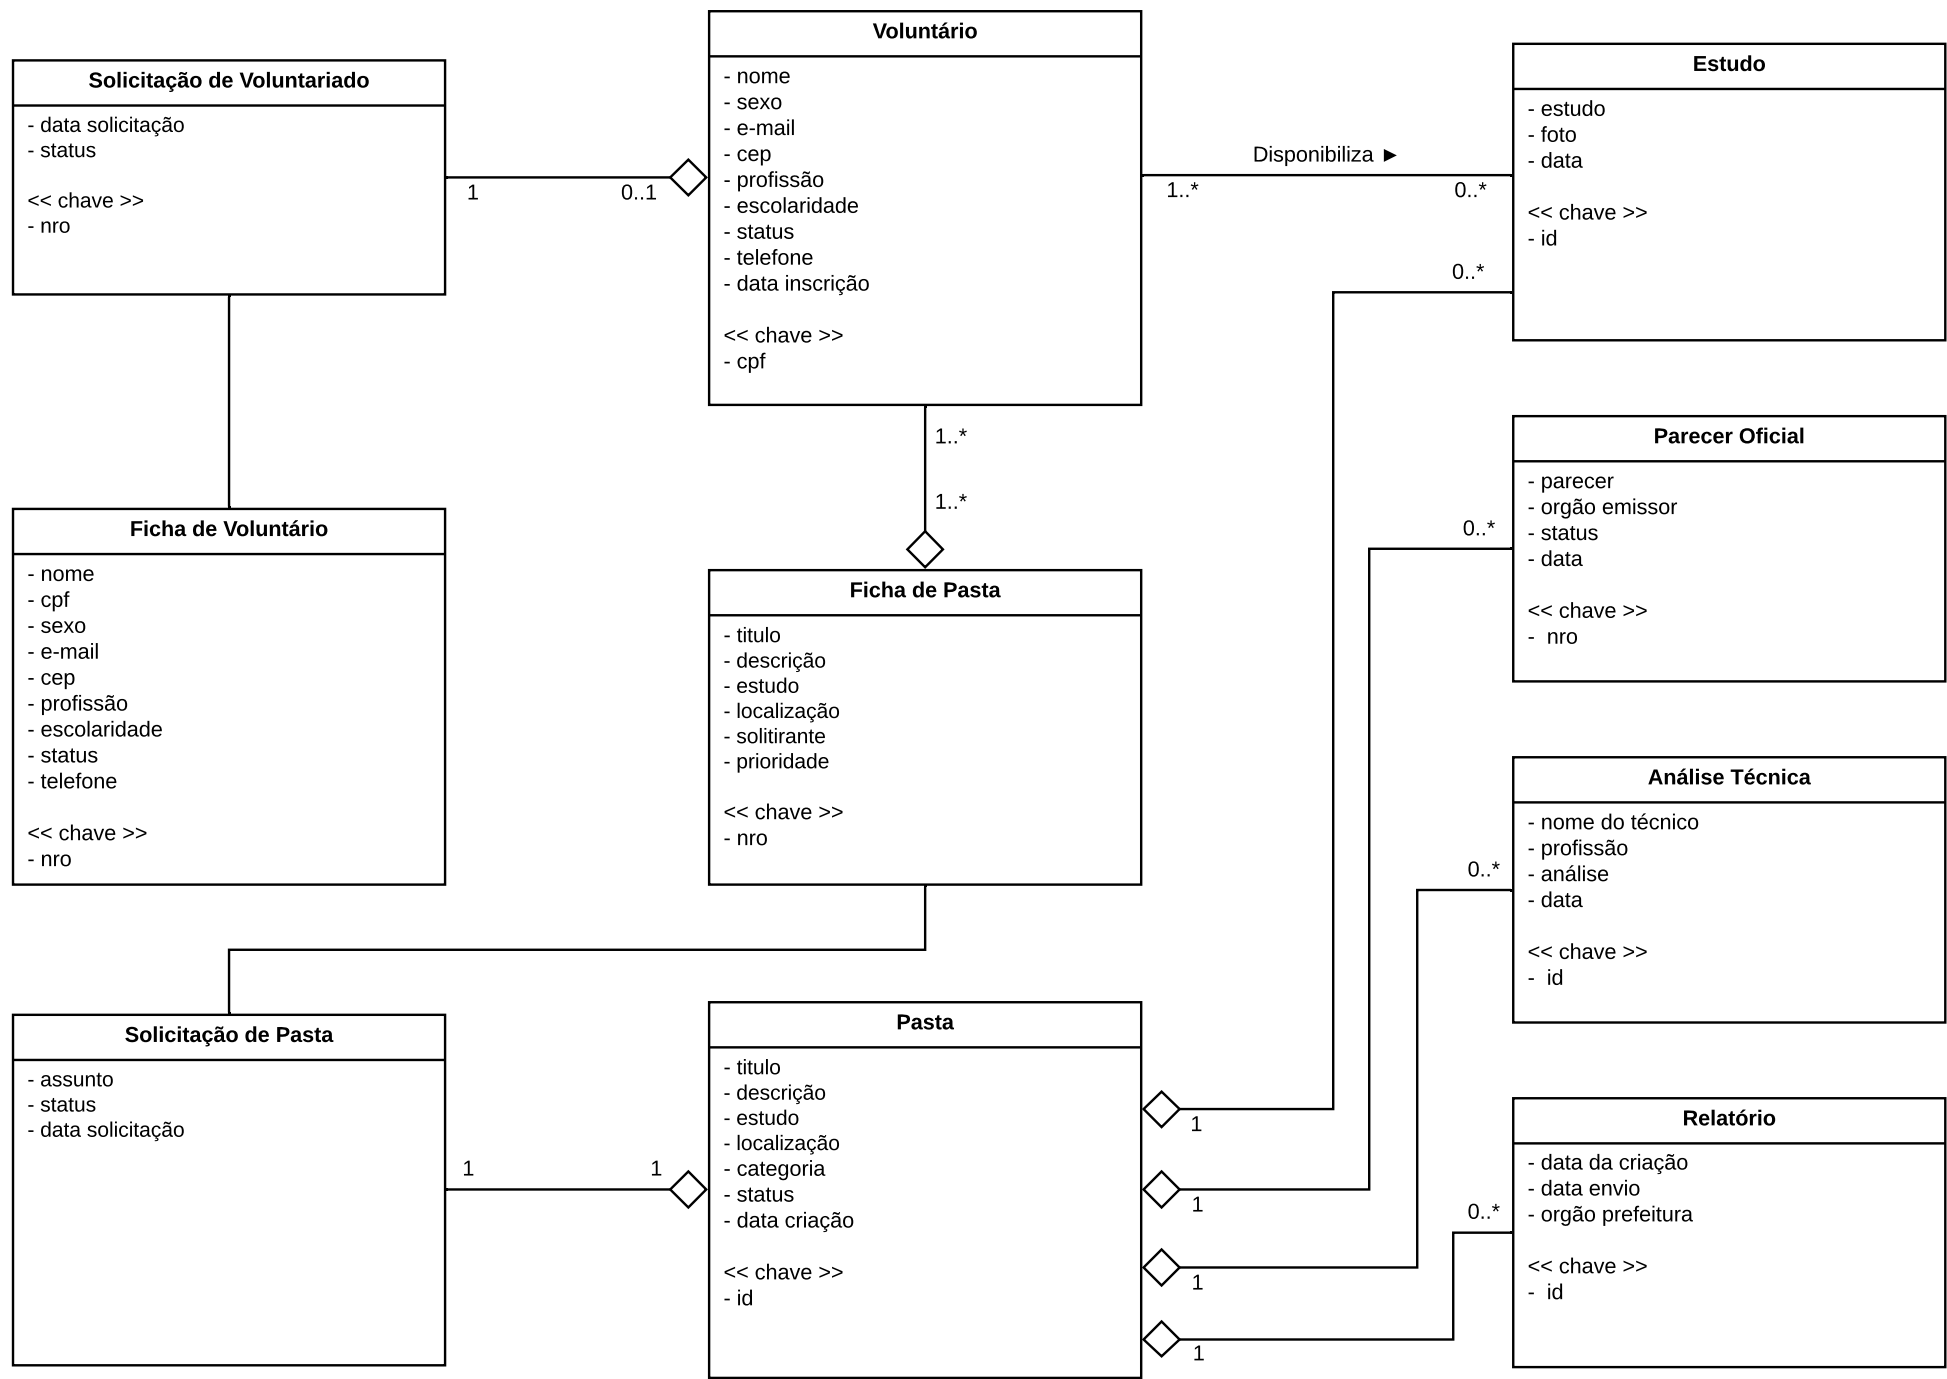 Solicitação de Voluntariado
- data solicitação
- status
<< chave >>
- nro
1
0..1
Voluntário
- nome
- sexo
- e-mail
- cep
- profissão
- escolaridade
- status
- telefone
- data inscrição
<< chave >>
- cpf
Disponibiliza ►
1..*
0..*
Estudo
- estudo
- foto
- data
<< chave >>
- id
0..*
1..*
1..*
Ficha de Voluntário
- nome
- cpf
- sexo
- e-mail
- cep
- profissão
- escolaridade
- status
- telefone
<< chave >>
- nro
Ficha de Pasta
- titulo
- descrição
- estudo
- localização
- solitirante
- prioridade
<< chave >>
- nro
Parecer Oficial
- parecer
- orgão emissor
- status
- data
<< chave >>
- nro
0..*
Análise Técnica
- nome do técnico
- profissão
- análise
- data
<< chave >>
- id
0..*
Solicitação de Pasta
- assunto
- status
- data solicitação
1
1
Pasta
- titulo
- descrição
- estudo
- localização
- categoria
- status
- data criação
<< chave >>
- id
1
1
1
1
Relatório
- data da criação
- data envio
- orgão prefeitura
<< chave >>
- id
0..*